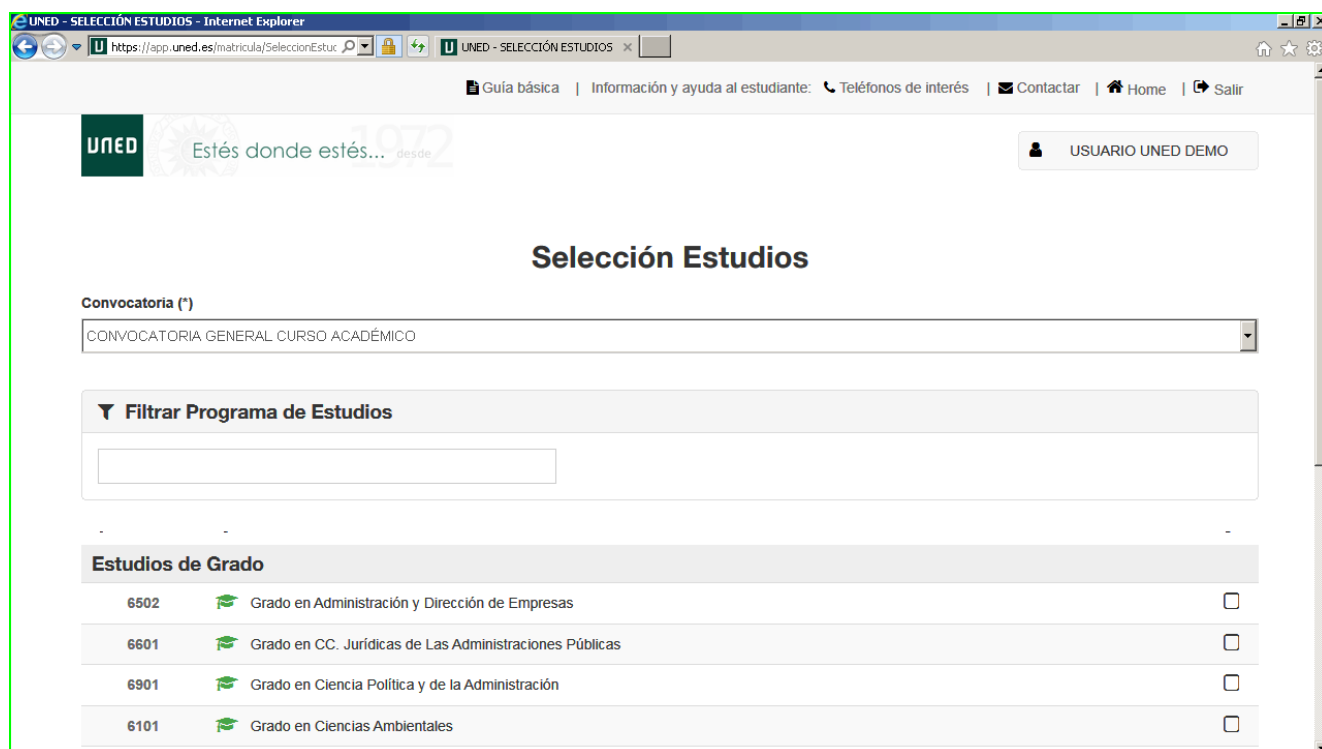 UNED - SELECCIÓN ESTUDIOS - Internet Explorer
https://app.uned.es/matricula/SeleccionEstuc
UNED - SELECCIÓN ESTUDIOS
Guía básica | Información y ayuda al estudiante: Teléfonos de interés | Contactar | Home | Salir
UNED
Estés donde estés... desde 1972
USUARIO UNED DEMO
Selección Estudios
Convocatoria (*)
CONVOCATORIA GENERAL CURSO ACADÉMICO
Filtrar Programa de Estudios
Estudios de Grado
6502 Grado en Administración y Dirección de Empresas
6601 Grado en CC. Jurídicas de Las Administraciones Públicas
6901 Grado en Ciencia Política y de la Administración
6101 Grado en Ciencias Ambientales